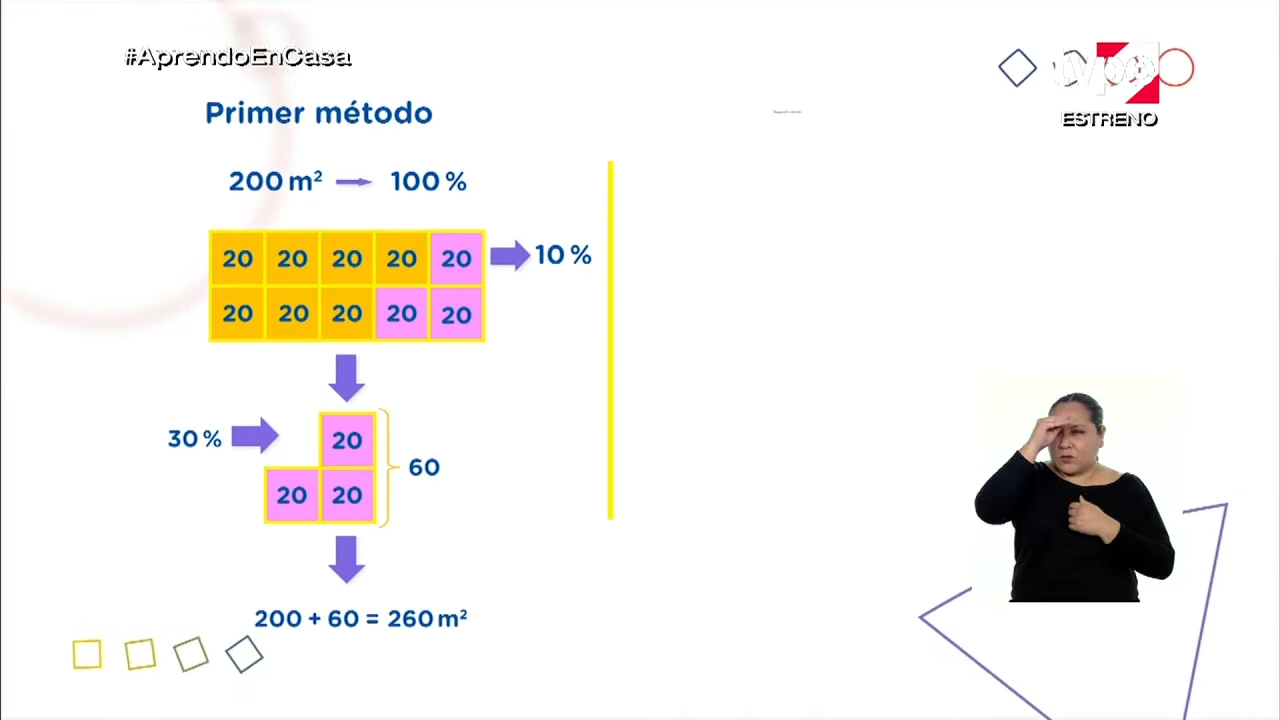 #AprendoEnCasa
tvpe
ESTRENO
Primer método
200 m² 100 %
20 20 20 20 20 10 %
20 20 20 20 20
30 % 20
60
20 20
200 + 60 = 260 m²